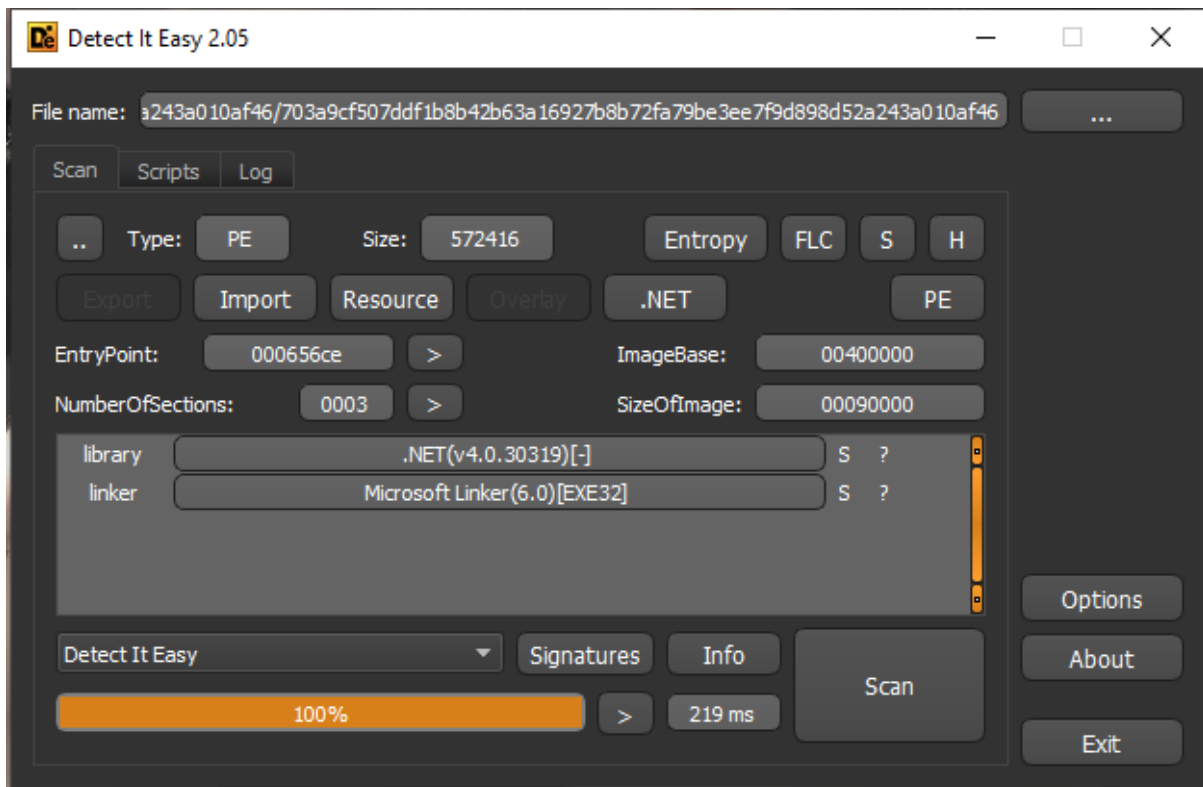 Detect It Easy 2.05
File name: a243a010af46/703a9cf507ddf1b8b42b63a16927b8b72fa79be3ee7f9d898d52a243a010af46 ...
Scan Scripts Log
.. Type: PE Size: 572416 Entropy FLC S H
Export Import Resource Overlay .NET PE
EntryPoint: 000656ce > ImageBase: 00400000
NumberOfSections: 0003 > SizeOfImage: 00090000
library .NET(v4.0.30319)[-] S ?
linker Microsoft Linker(6.0)[EXE32] S ?
Options
Detect It Easy Signatures Info About
Scan
100% > 219 ms
Exit